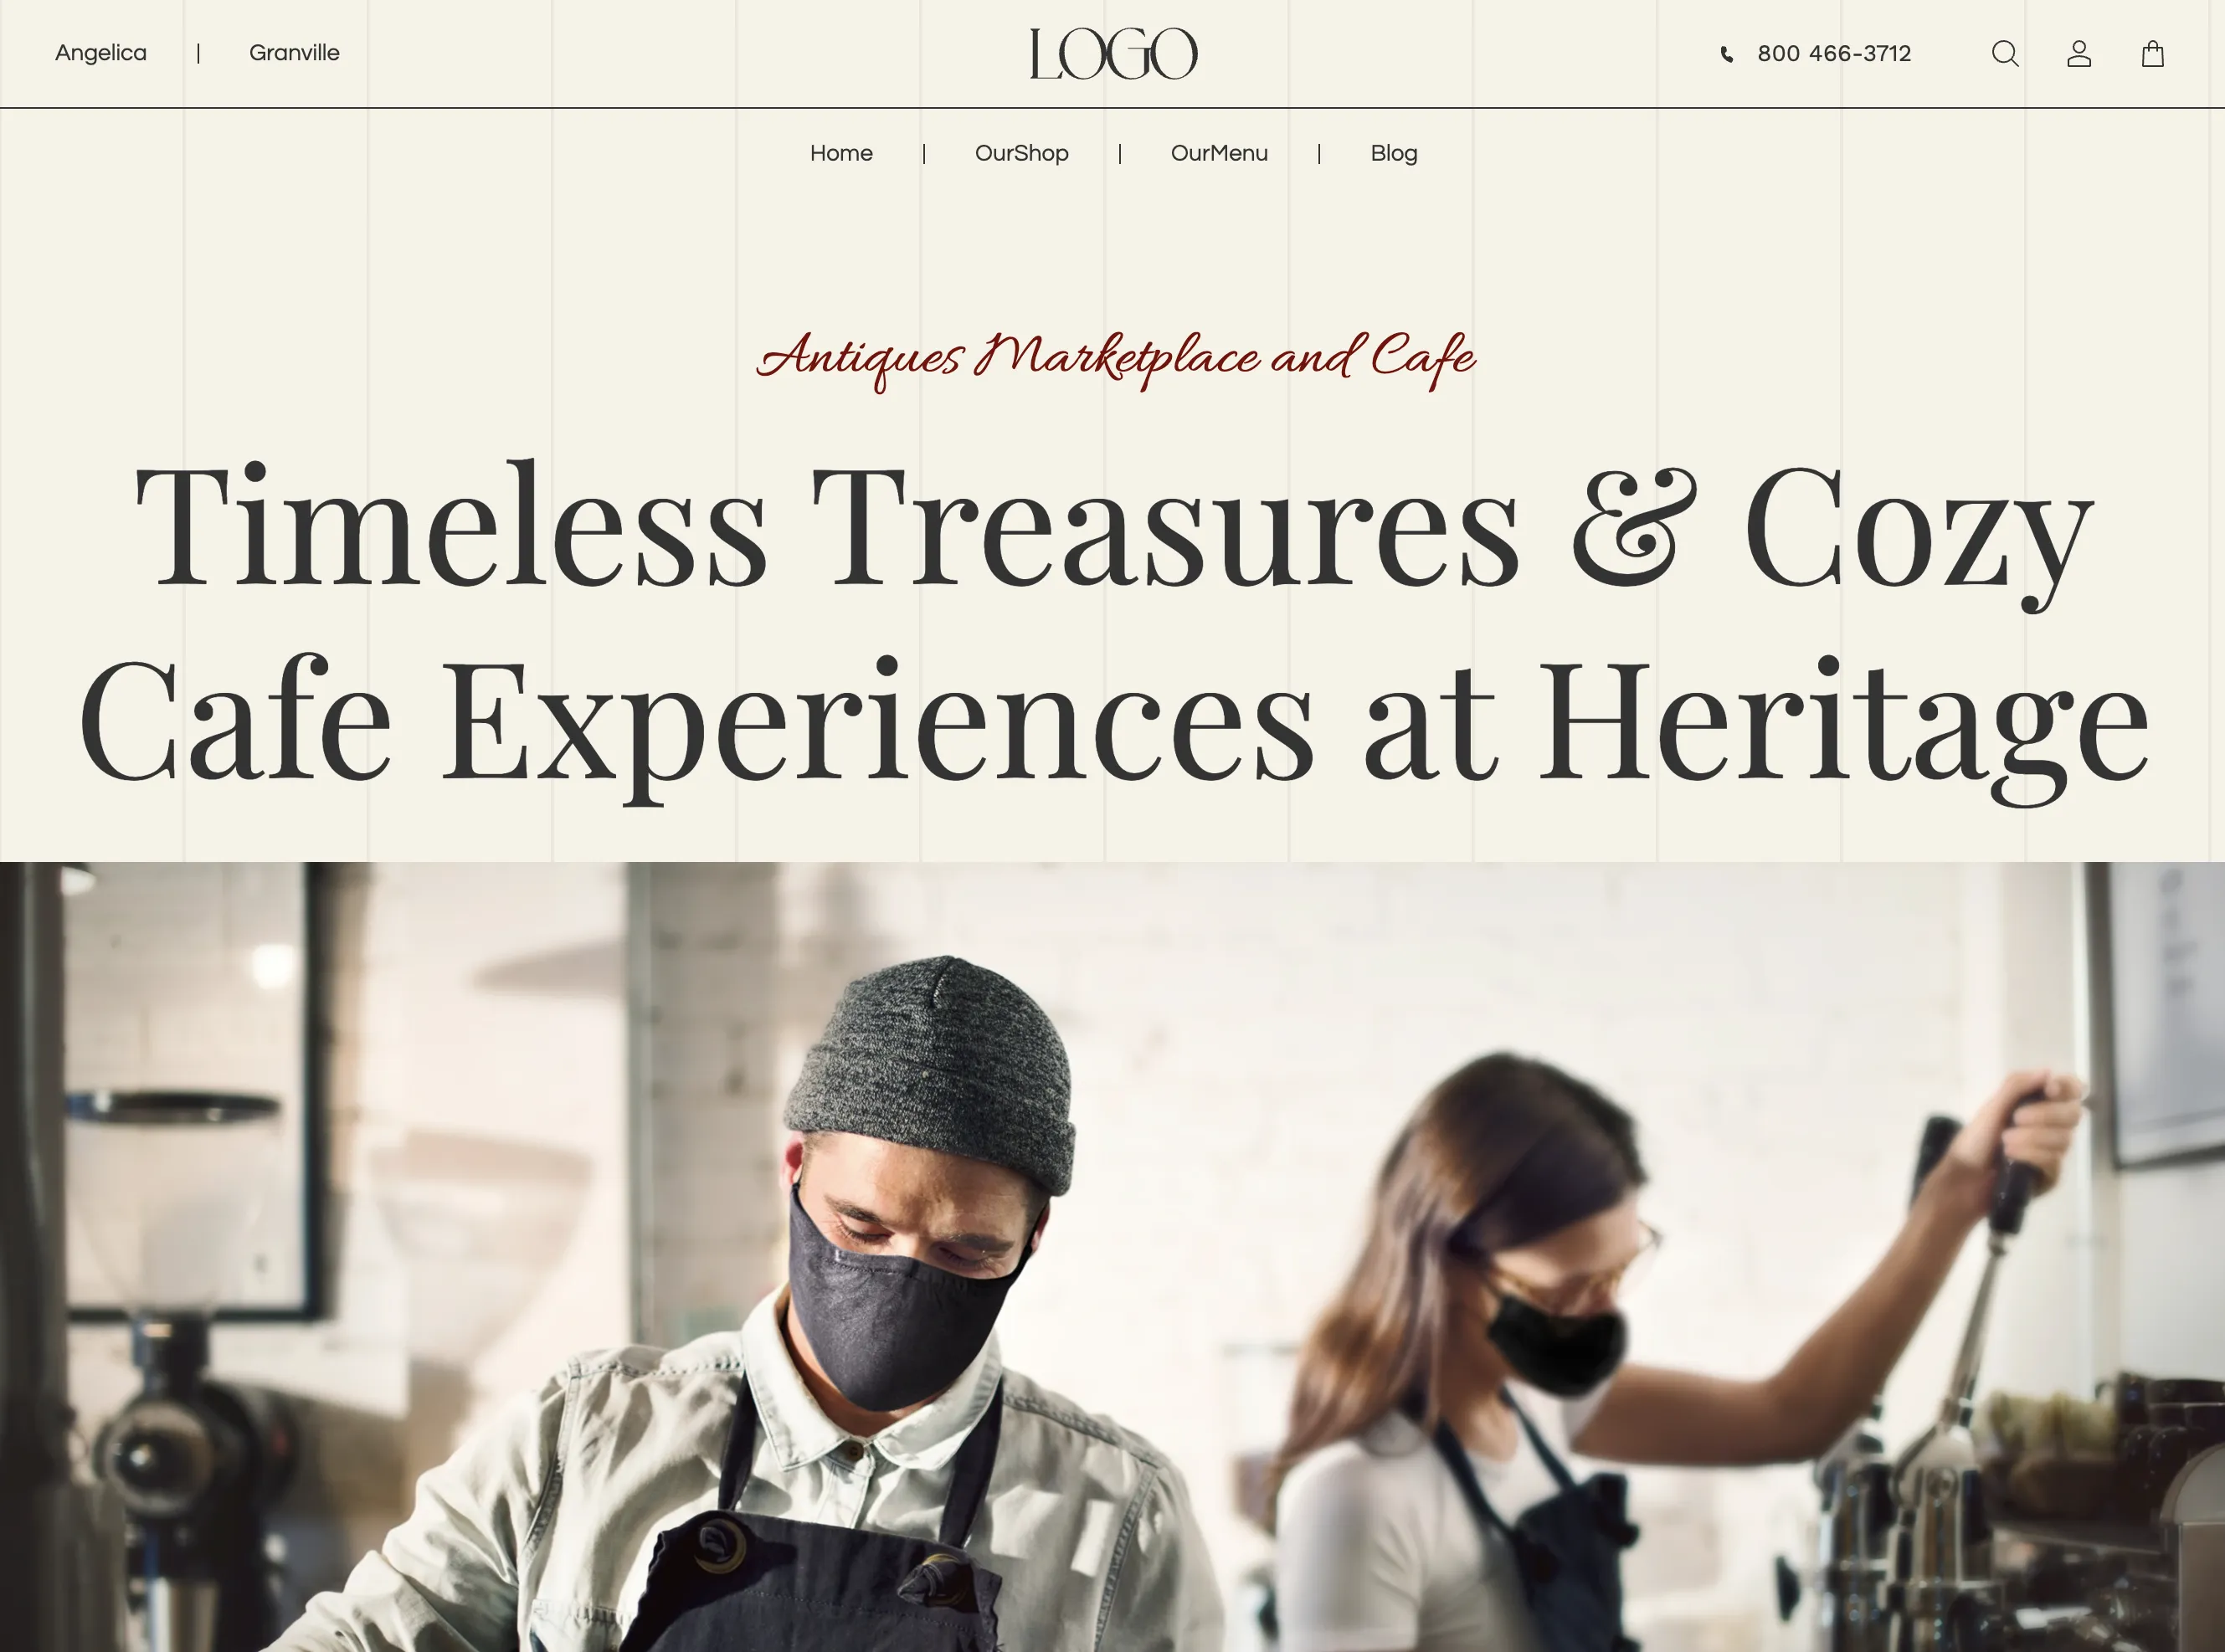 Angelica | Granville
LOGO
800 466-3712
Home | OurShop | OurMenu | Blog
Antiques Marketplace and Cafe
Timeless Treasures & Cozy
Cafe Experiences at Heritage